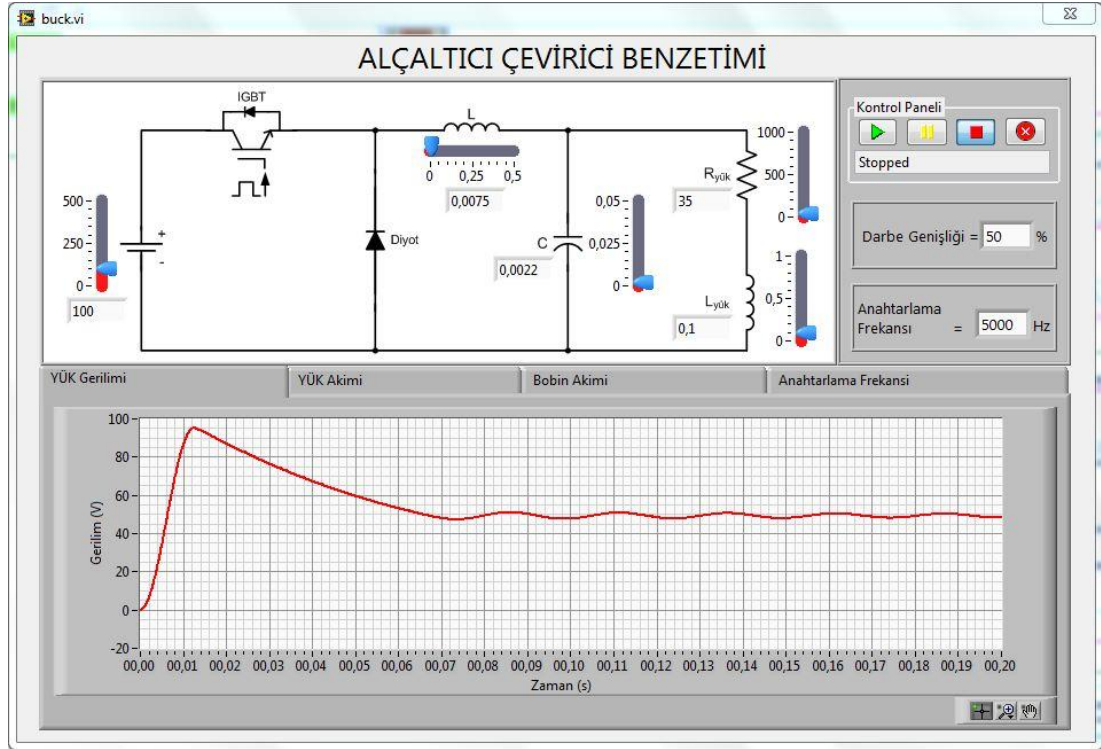 buck.vi
ALÇALTICI ÇEVİRİCİ BENZETİMİ
IGBT
L
0 0,25 0,5
0,0075
500
250
0
100
+
-
Diyot
C
0,0022
0,05
0,025
0
Ryük
35
1000
500
0
Lyük
0,1
1
0,5
0
Kontrol Paneli
Stopped
Darbe Genişliği = 50 %
Anahtarlama
Frekansı = 5000 Hz
YÜK Gerilimi YÜK Akimi Bobin Akimi Anahtarlama Frekansi
Gerilim (V)
100
80
60
40
20
0
-20
00,00 00,01 00,02 00,03 00,04 00,05 00,06 00,07 00,08 00,09 00,10 00,11 00,12 00,13 00,14 00,15 00,16 00,17 00,18 00,19 00,20
Zaman (s)